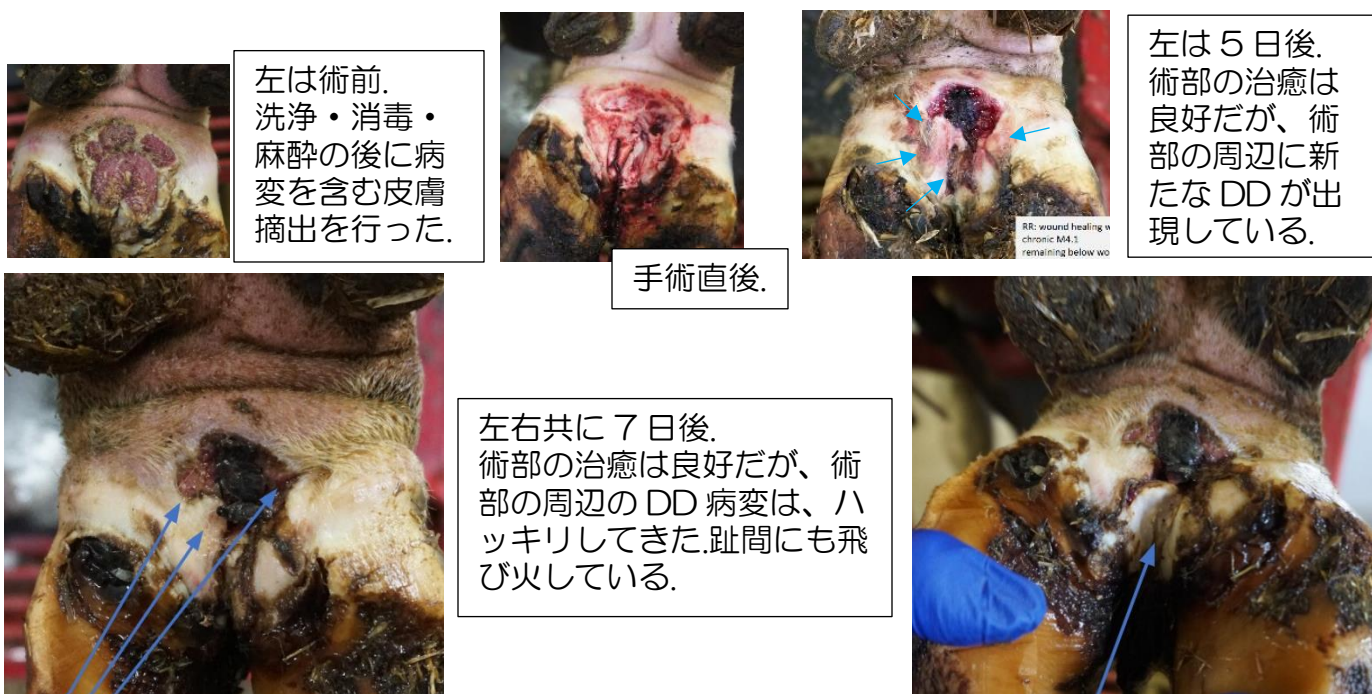 左は術前.
洗浄・消毒・
麻酔の後に病
変を含む皮膚
摘出を行った.
手術直後.
左は5日後.
術部の治癒は
良好だが、術
部の周辺に新
たなDDが出
現している.
RR: wound healing w
chronic M4.1
remaining below wo
左右共に7日後.
術部の治癒は良好だが、術
部の周辺のDD病変は、ハ
ッキリしてきた.趾間にも飛
び火している.